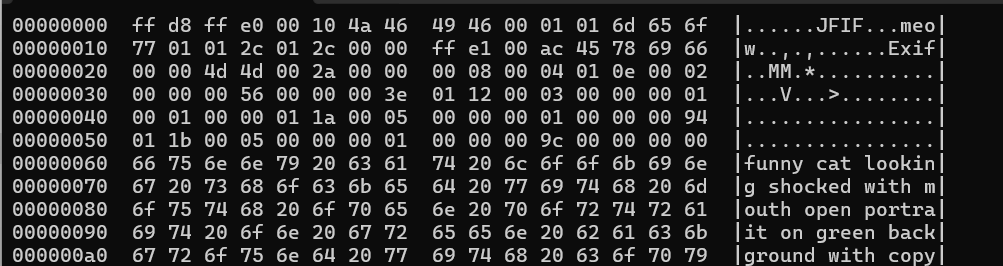 00000000  ff d8 ff e0 00 10 4a 46  49 46 00 01 01 6d 65 6f  |......JFIF...meo|
00000010  77 01 01 2c 01 2c 00 00  ff e1 00 ac 45 78 69 66  |w..,.,......Exif|
00000020  00 00 4d 4d 00 2a 00 00  00 08 00 04 01 0e 00 02  |..MM.*..........|
00000030  00 00 00 56 00 00 00 3e  01 12 00 03 00 00 00 01  |...V...>........|
00000040  00 01 00 00 01 1a 00 05  00 00 00 01 00 00 00 94  |................|
00000050  01 1b 00 05 00 00 00 01  00 00 00 9c 00 00 00 00  |................|
00000060  66 75 6e 6e 79 20 63 61  74 20 6c 6f 6f 6b 69 6e  |funny cat lookin|
00000070  67 20 73 68 6f 63 6b 65  64 20 77 69 74 68 20 6d  |g shocked with m|
00000080  6f 75 74 68 20 6f 70 65  6e 20 70 6f 72 74 72 61  |outh open portra|
00000090  69 74 20 6f 6e 20 67 72  65 65 6e 20 62 61 63 6b  |it on green back|
000000a0  67 72 6f 75 6e 64 20 77  69 74 68 20 63 6f 70 79  |ground with copy|